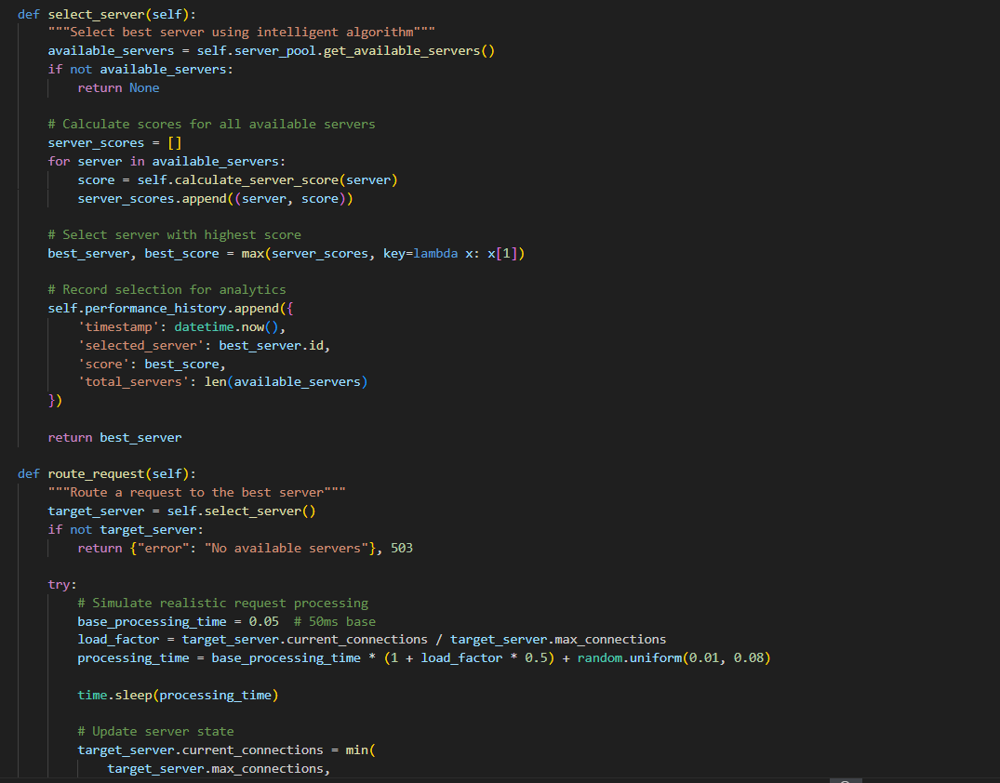 def select_server(self):
    """Select best server using intelligent algorithm"""
    available_servers = self.server_pool.get_available_servers()
    if not available_servers:
        return None

    # Calculate scores for all available servers
    server_scores = []
    for server in available_servers:
        score = self.calculate_server_score(server)
        server_scores.append((server, score))

    # Select server with highest score
    best_server, best_score = max(server_scores, key=lambda x: x[1])

    # Record selection for analytics
    self.performance_history.append({
        'timestamp': datetime.now(),
        'selected_server': best_server.id,
        'score': best_score,
        'total_servers': len(available_servers)
    })

    return best_server

def route_request(self):
    """Route a request to the best server"""
    target_server = self.select_server()
    if not target_server:
        return {"error": "No available servers"}, 503

    try:
        # Simulate realistic request processing
        base_processing_time = 0.05  # 50ms base
        load_factor = target_server.current_connections / target_server.max_connections
        processing_time = base_processing_time * (1 + load_factor * 0.5) + random.uniform(0.01, 0.08)

        time.sleep(processing_time)

        # Update server state
        target_server.current_connections = min(
            target_server.max_connections,